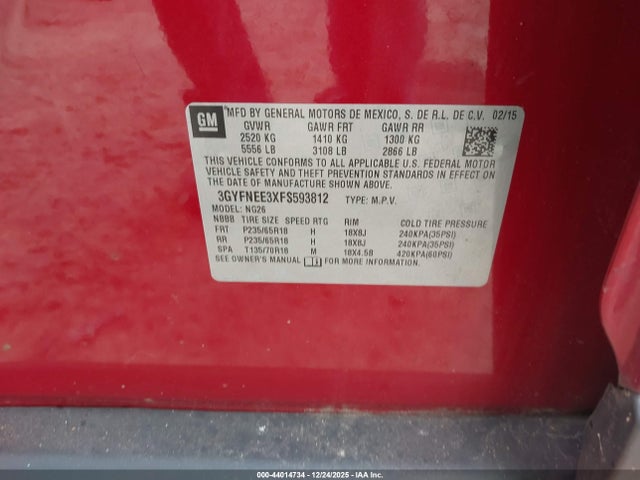 GM
MFD BY GENERAL MOTORS DE MEXICO, S. DE R.L. DE C.V. 02/15
GVWR GAWR FRT GAWR RR
2520 KG 1410 KG 1300 KG
5556 LB 3108 LB 2866 LB
THIS VEHICLE CONFORMS TO ALL APPLICABLE U.S. FEDERAL MOTOR
VEHICLE SAFETY AND THEFT PREVENTION STANDARDS IN EFFECT ON
THE DATE OF MANUFACTURE SHOWN ABOVE.
3GYFNEE3XFS593812 TYPE: M.P.V.
MODEL: NG26
NBBB TIRE SIZE SPEED RTG RIM COLD TIRE PRESSURE
FRT P235/65R18 H 18X8J 240KPA(35PSI)
RR P235/65R18 H 18X8J 240KPA(35PSI)
SPA T135/70R18 M 18X4.5B 420KPA(60PSI)
SEE OWNER'S MANUAL FOR MORE INFORMATION.
000-44014734 - 12/24/2025 - IAA Inc.